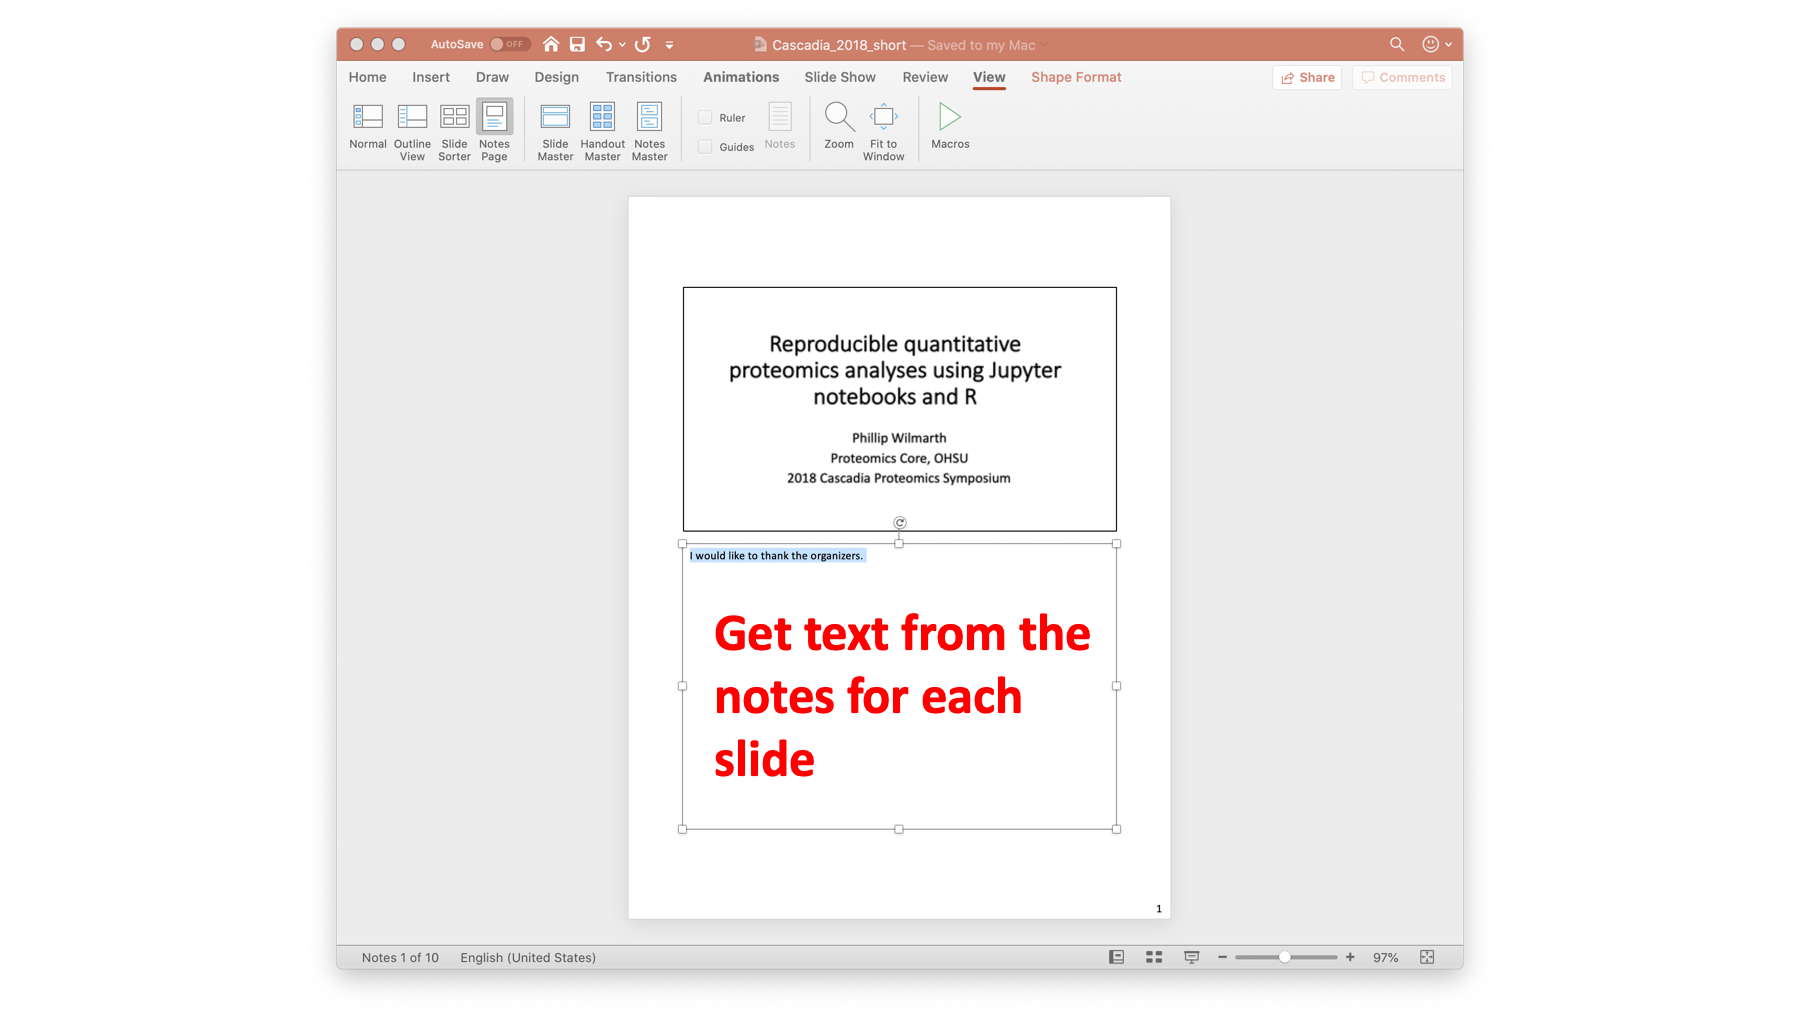 AutoSave OFF Cascadia_2018_short — Saved to my Mac
Home Insert Draw Design Transitions Animations Slide Show Review View Shape Format Share Comments
Normal Outline View Slide Sorter Notes Page Slide Master Handout Master Notes Master Ruler Guides Notes Zoom Fit to Window Macros
Reproducible quantitative
proteomics analyses using Jupyter
notebooks and R
Phillip Wilmarth
Proteomics Core, OHSU
2018 Cascadia Proteomics Symposium
I would like to thank the organizers.
Get text from the
notes for each
slide
1
Notes 1 of 10 English (United States) 97%